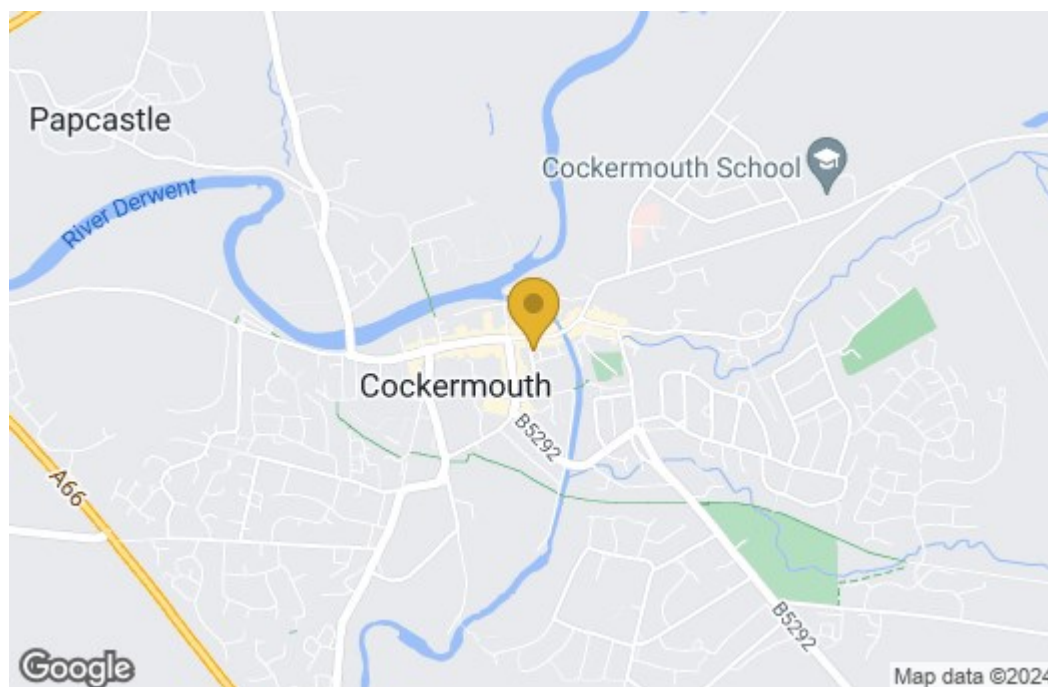 Papcastle
Cockermouth School
River Derwent
Cockermouth
B5292
A66
B5292
Google
Map data ©2024